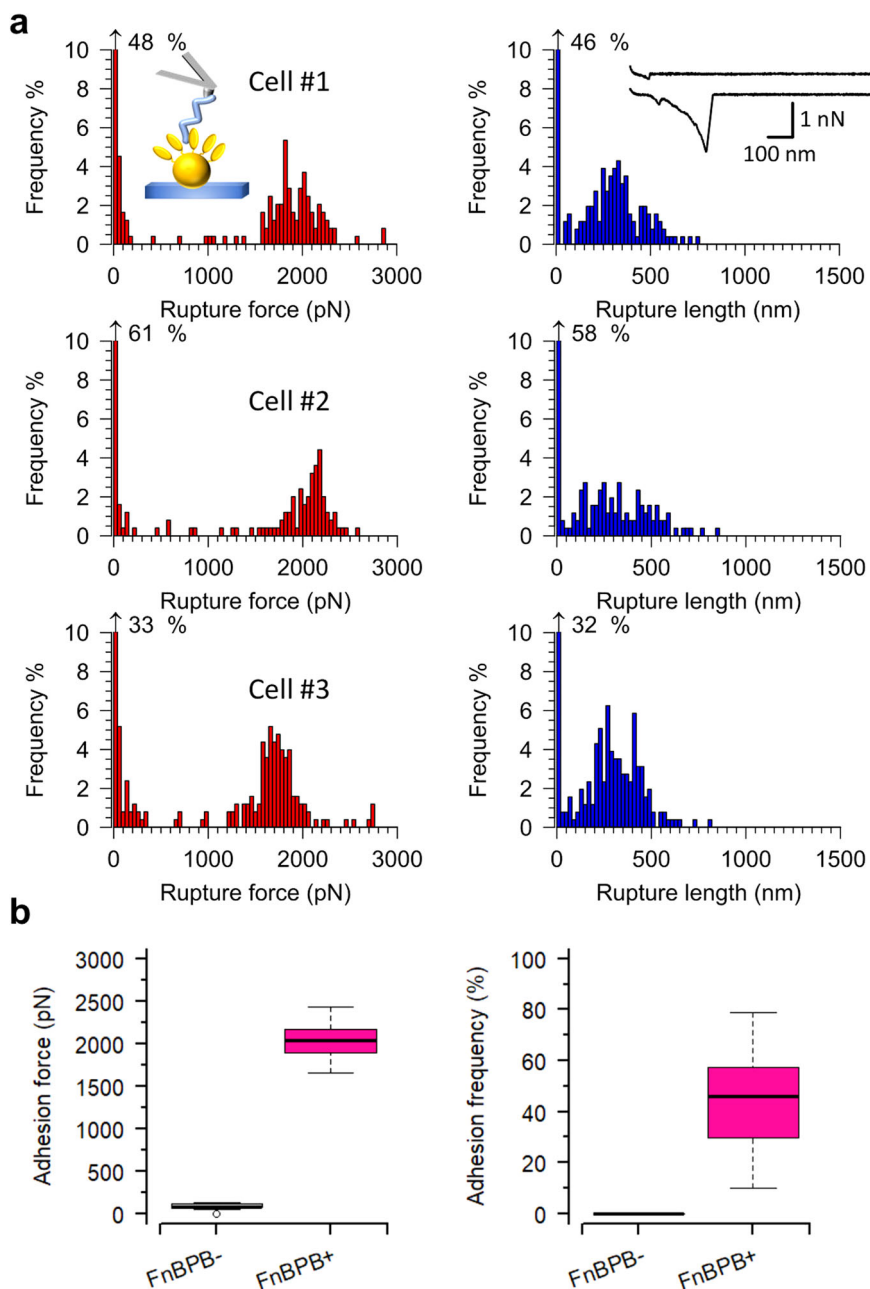 a
48 %
Cell #1
Frequency %
10
8
6
4
2
0
0 1000 2000 3000
Rupture force (pN)
46 %
1 nN
100 nm
Frequency %
10
8
6
4
2
0
0 500 1000 1500
Rupture length (nm)
61 %
Cell #2
Frequency %
10
8
6
4
2
0
0 1000 2000 3000
Rupture force (pN)
58 %
Frequency %
10
8
6
4
2
0
0 500 1000 1500
Rupture length (nm)
33 %
Cell #3
Frequency %
10
8
6
4
2
0
0 1000 2000 3000
Rupture force (pN)
32 %
Frequency %
10
8
6
4
2
0
0 500 1000 1500
Rupture length (nm)
b
Adhesion force (pN)
3000
2500
2000
1500
1000
500
0
FnBPB- FnBPB+
Adhesion frequency (%)
100
80
60
40
20
0
FnBPB- FnBPB+